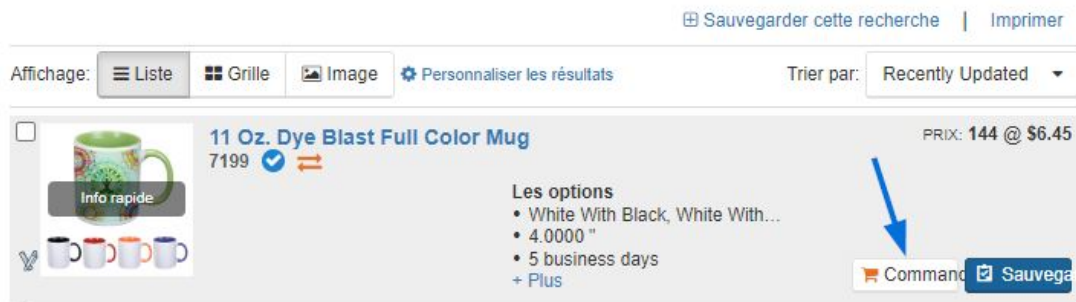 Sauvegarder cette recherche | Imprimer
Affichage: Liste Grille Image Personnaliser les résultats Trier par: Recently Updated
11 Oz. Dye Blast Full Color Mug PRIX: 144 @ $6.45
7199
Info rapide
Les options
• White With Black, White With...
• 4.0000 "
• 5 business days
+ Plus
Command Sauvega